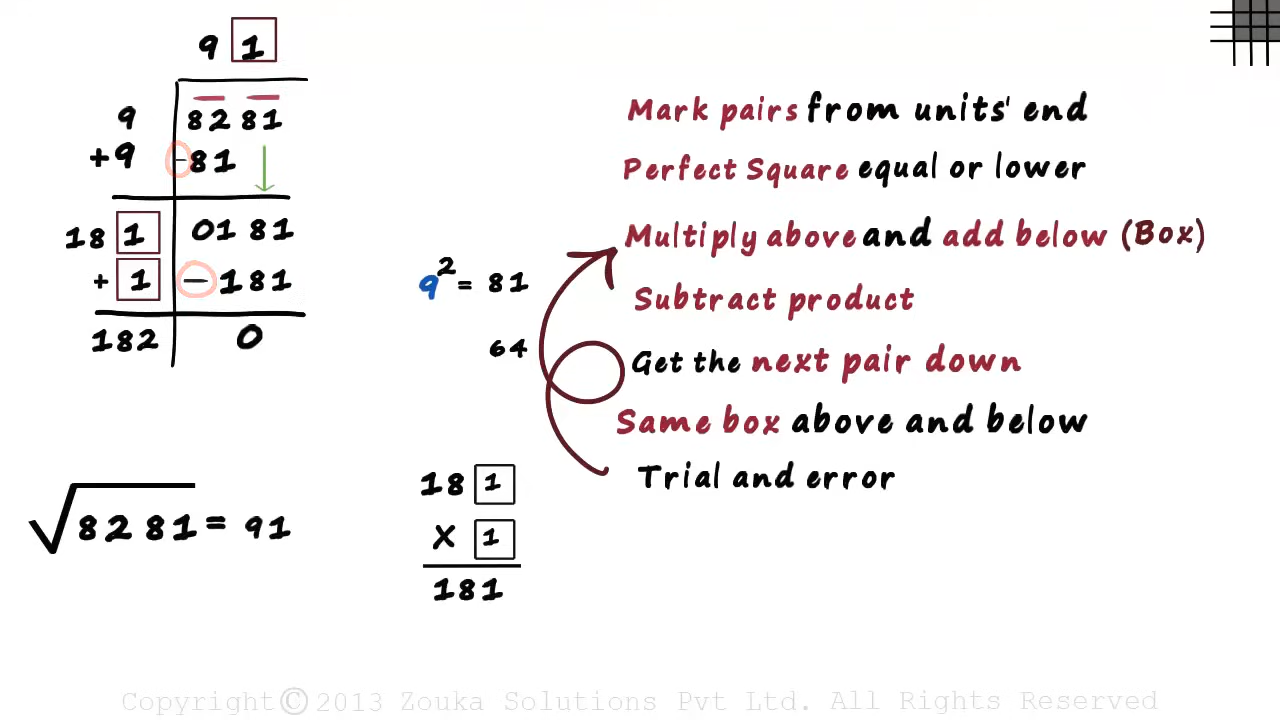 9 1
9 82 81
+9 -81
18 1 01 81
+ 1 -181
182 0
√8281 = 91
9² = 81
64
18 1
X 1
181
Mark pairs from units' end
Perfect Square equal or lower
Multiply above and add below (Box)
Subtract product
Get the next pair down
Same box above and below
Trial and error
Copyright© 2013 Zouka Solutions Pvt Ltd. All Rights Reserved